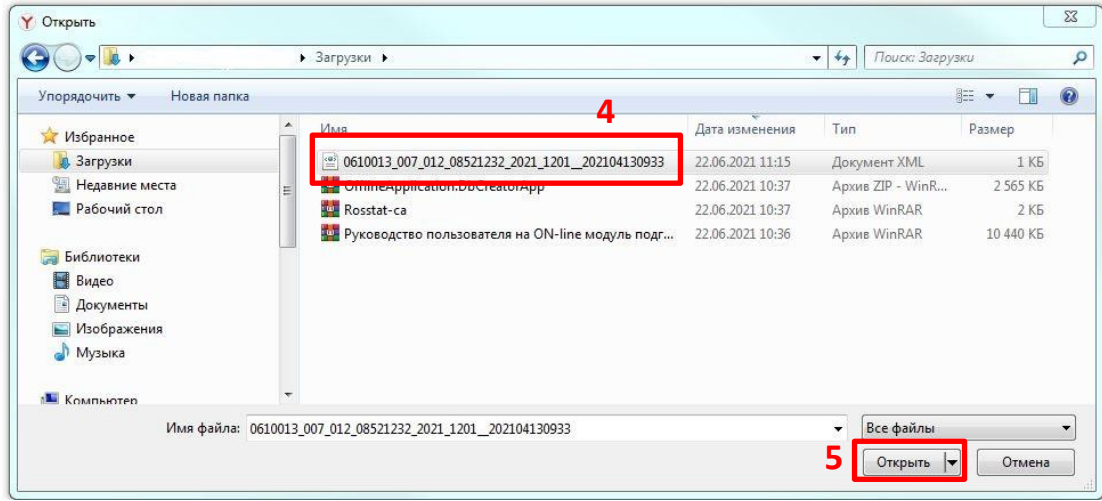 Открыть
Загрузки
Поиск: Загрузки
Упорядочить Новая папка
4
Имя Дата изменения Тип Размер
Избранное
Загрузки
Недавние места
Рабочий стол
Библиотеки
Видео
Документы
Изображения
Музыка
Компьютер
0610013_007_012_08521232_2021_1201__202104130933 22.06.2021 11:15 Документ XML 1 КБ
OfflineApplication.DbCreatorApp 22.06.2021 10:37 Архив ZIP - WinR... 2 565 КБ
Rosstat-ca 22.06.2021 10:37 Архив WinRAR 2 КБ
Руководство пользователя на ON-line модуль подг... 22.06.2021 10:36 Архив WinRAR 10 440 КБ
Имя файла: 0610013_007_012_08521232_2021_1201__202104130933 Все файлы
5 Открыть Отмена